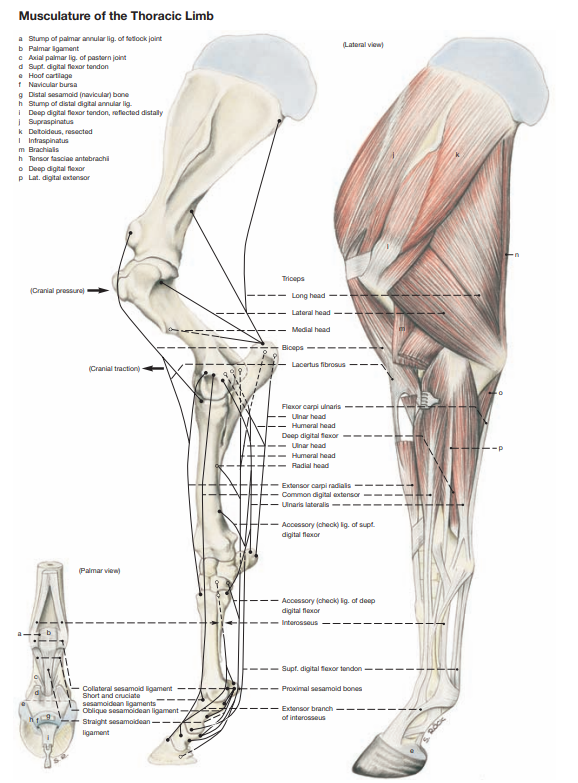 Musculature of the Thoracic Limb
a Stump of palmar annular lig. of fetlock joint
b Palmar ligament
c Axial palmar lig. of pastern joint
d Supf. digital flexor tendon
e Hoof cartilage
f Navicular bursa
g Distal sesamoid (navicular) bone
h Stump of distal digital annular lig.
i Deep digital flexor tendon, reflected distally
j Supraspinatus
k Deltoideus, resected
l Infraspinatus
m Brachialis
n Tensor fasciae antebrachii
o Deep digital flexor
p Lat. digital extensor
(Lateral view)
j
k
l
n
m
Triceps
(Cranial pressure)
Long head
Lateral head
Medial head
Biceps
(Cranial traction)
Lacertus fibrosus
o
Flexor carpi ulnaris
Ulnar head
Humeral head
Deep digital flexor
Ulnar head
p
Humeral head
Radial head
Extensor carpi radialis
Common digital extensor
Ulnaris lateralis
Accessory (check) lig. of supf.
digital flexor
(Palmar view)
Accessory (check) lig. of deep
digital flexor
Interosseus
a
b
Supf. digital flexor tendon
c
d
e
h
f
g
i
Collateral sesamoid ligament
Short and cruciate
sesamoidean ligaments
Oblique sesamoidean ligament
Straight sesamoidean
ligament
Proximal sesamoid bones
Extensor branch
of interosseus
e